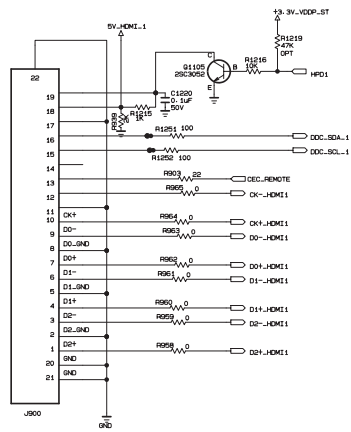 +3.3V_VDDP_ST
5V_HDMI_1
R1219
47K
OPT
C
Q1105
2SC3052
B
R1216
10K
HPD1
E
22
19
18
17
16
15
14
13
12
11
10
9
8
7
6
5
4
3
2
1
20
21
R939
R1215
1K
C1220
0.1uF
50V
R1251 100
DDC_SDA_1
R1252 100
DDC_SCL_1
R903 22
CEC_REMOTE
R965 0
CK-_HDMI1
CK+
R964 0
CK+_HDMI1
D0-
R963 0
D0-_HDMI1
D0_GND
D0+
R962 0
D0+_HDMI1
D1-
R961 0
D1-_HDMI1
D1_GND
D1+
R960 0
D1+_HDMI1
D2-
R959 0
D2-_HDMI1
D2_GND
D2+
R958 0
D2+_HDMI1
GND
GND
J900
GND